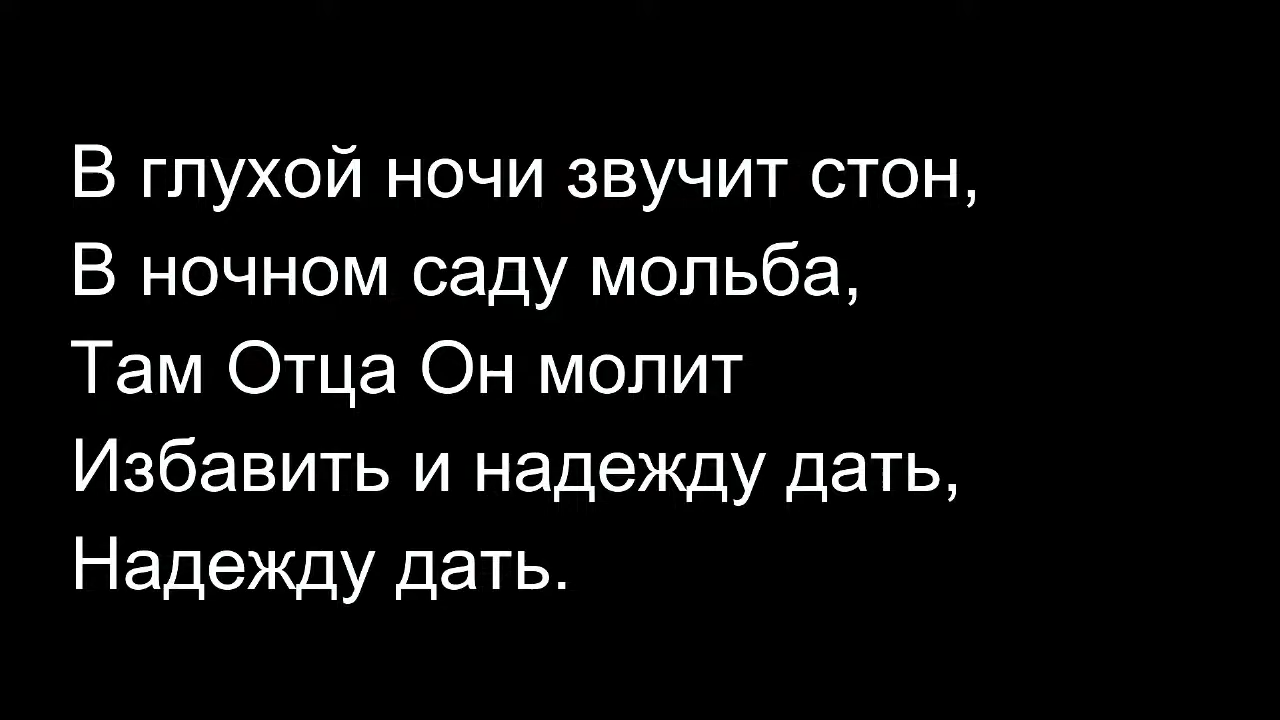 В глухой ночи звучит стон,
В ночном саду мольба,
Там Отца Он молит
Избавить и надежду дать,
Надежду дать.